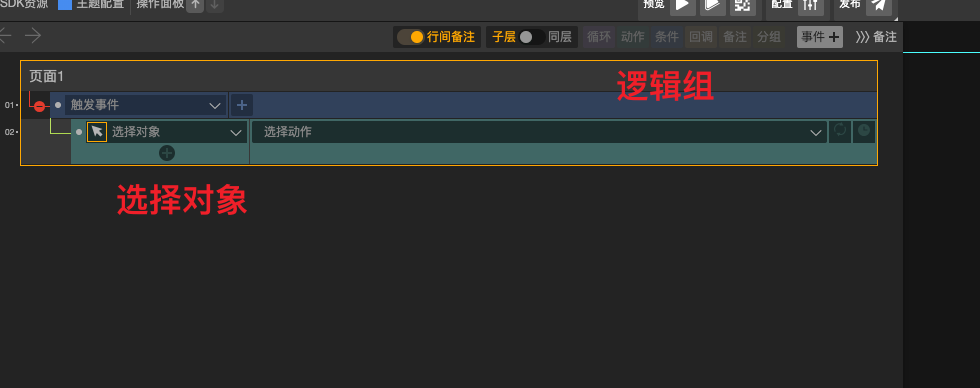 SDK资源 主题配置 操作面板 预览 配置 发布
行间备注 子层 同层 循环 动作 条件 回调 备注 分组 事件 备注
页面1
逻辑组
01 触发事件
02 选择对象 选择动作
选择对象